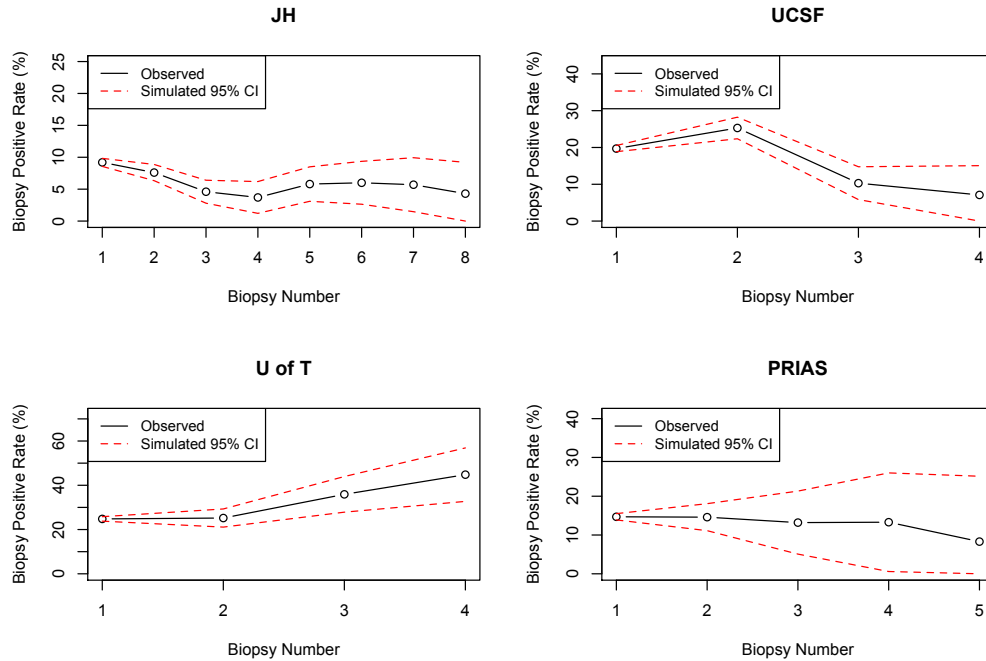 JH
Biopsy Positive Rate (%)
0 5 10 15 20 25
Observed
Simulated 95% CI
1 2 3 4 5 6 7 8
Biopsy Number
UCSF
Biopsy Positive Rate (%)
0 10 20 30 40
Observed
Simulated 95% CI
1 2 3 4
Biopsy Number
U of T
Biopsy Positive Rate (%)
0 20 40 60
Observed
Simulated 95% CI
1 2 3 4
Biopsy Number
PRIAS
Biopsy Positive Rate (%)
0 10 20 30 40
Observed
Simulated 95% CI
1 2 3 4 5
Biopsy Number